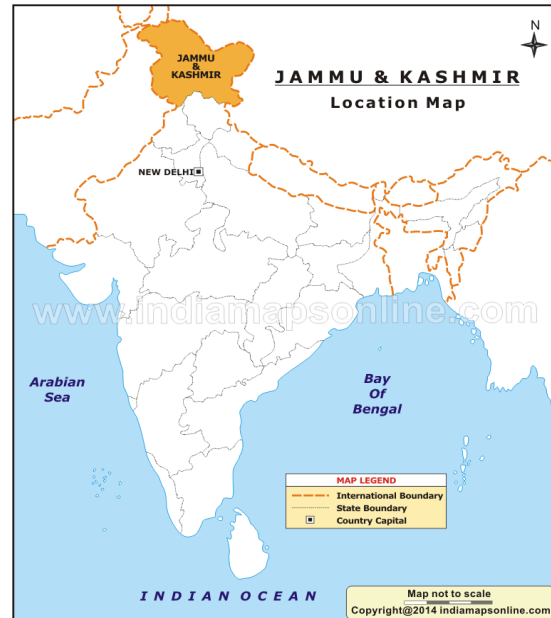 N
JAMMU & KASHMIR
Location Map
JAMMU
&
KASHMIR
NEW DELHI
www.indiamapsonline.com
Arabian
Sea
Bay
Of
Bengal
MAP LEGEND
International Boundary
State Boundary
Country Capital
INDIAN OCEAN
Map not to scale
Copyright@2014 indiamapsonline.com